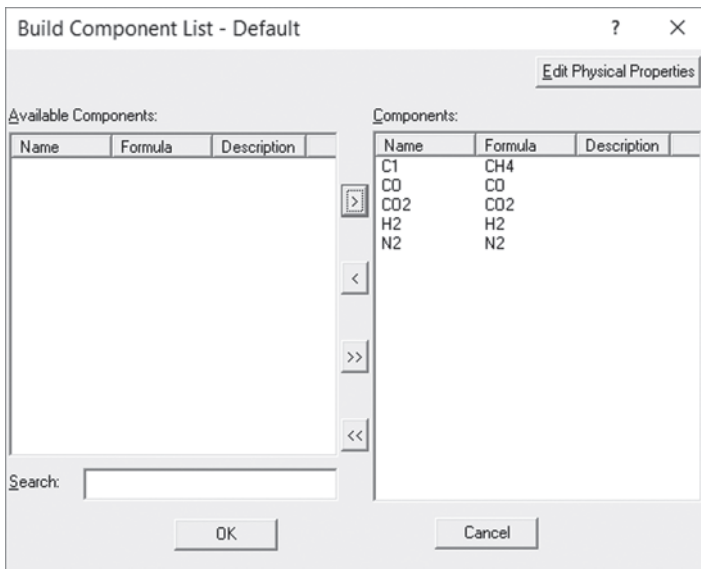 Build Component List - Default ? ×
Edit Physical Properties
Available Components:
Components:
Name Formula Description
Name Formula Description
C1 CH4
CO CO
CO2 CO2
H2 H2
N2 N2
>
<
>>
<<
Search:
OK
Cancel